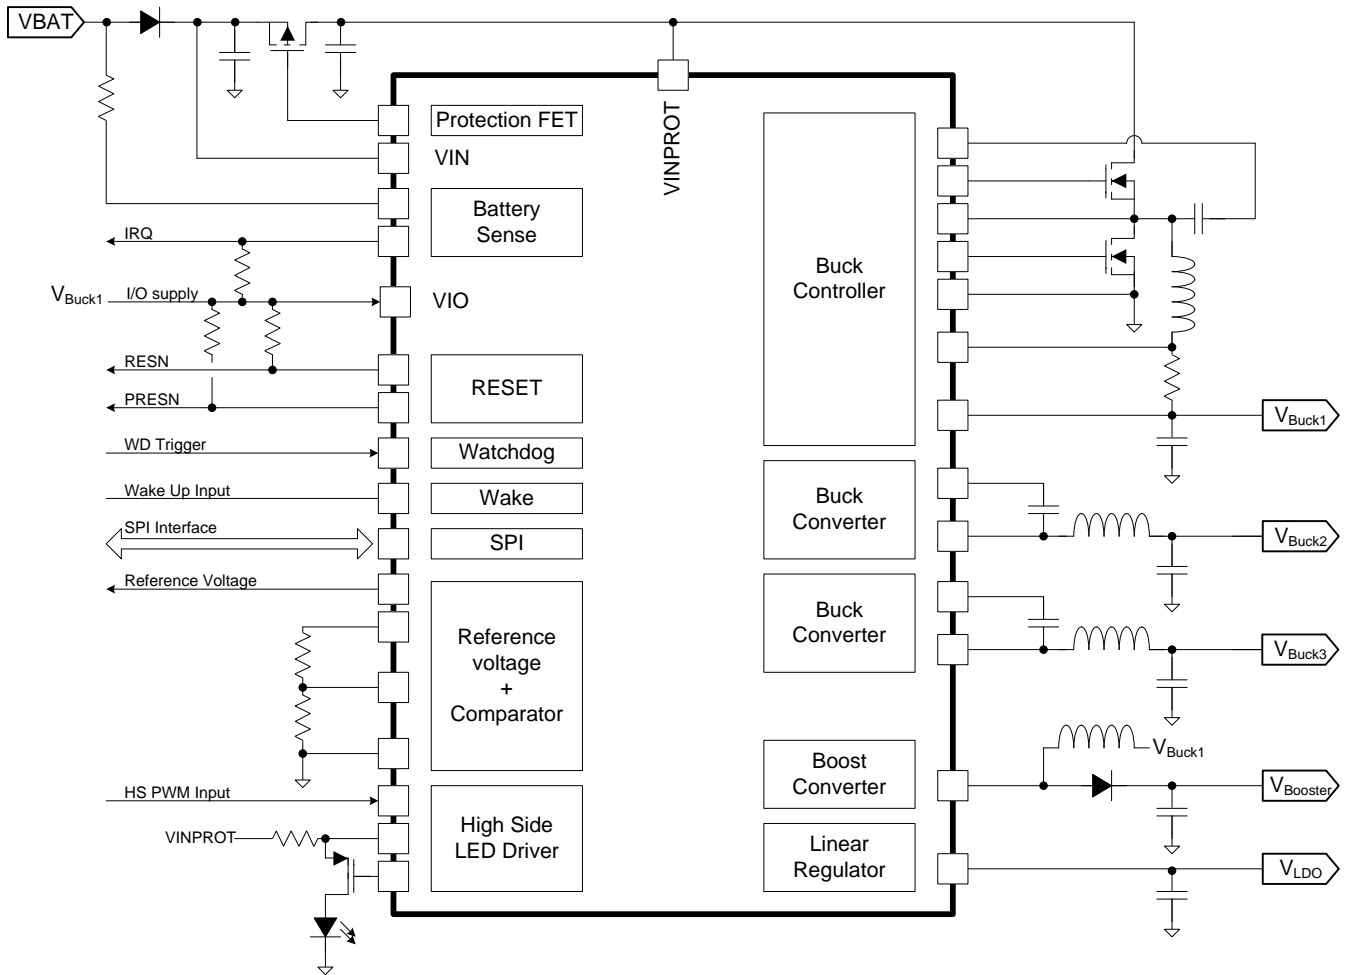 VBAT
VINPROT
Protection FET
VIN
Battery
Sense
IRQ
VBuck1
I/O supply
VIO
RESN
RESET
PRESN
WD Trigger
Watchdog
Wake Up Input
Wake
SPI Interface
SPI
Reference Voltage
Reference
voltage
+
Comparator
HS PWM Input
High Side
LED Driver
VINPROT
Buck
Controller
VBuck1
Buck
Converter
VBuck2
Buck
Converter
VBuck3
Boost
Converter
VBuck1
VBooster
Linear
Regulator
VLDO